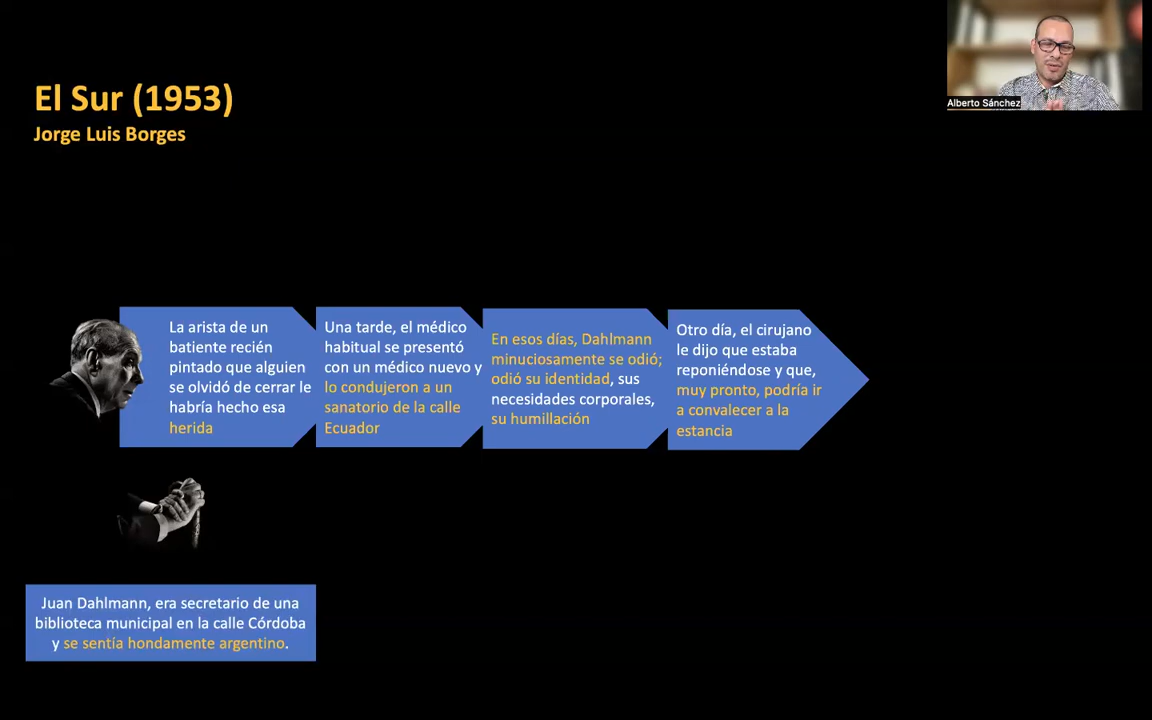 Alberto Sánchez
El Sur (1953)
Jorge Luis Borges
La arista de un
batiente recién
pintado que alguien
se olvidó de cerrar le
habría hecho esa
herida
Una tarde, el médico
habitual se presentó
con un médico nuevo y
lo condujeron a un
sanatorio de la calle
Ecuador
En esos días, Dahlmann
minuciosamente se odió;
odió su identidad, sus
necesidades corporales,
su humillación
Otro día, el cirujano
le dijo que estaba
reponiéndose y que,
muy pronto, podría ir
a convalecer a la
estancia
Juan Dahlmann, era secretario de una
biblioteca municipal en la calle Córdoba
y se sentía hondamente argentino.